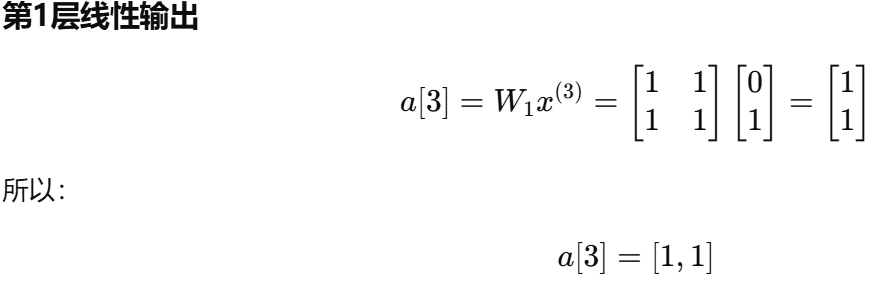 第1层线性输出
a[3] = W₁x⁽³⁾ = [1 1; 1 1] [0; 1] = [1; 1]
所以：
a[3] = [1, 1]